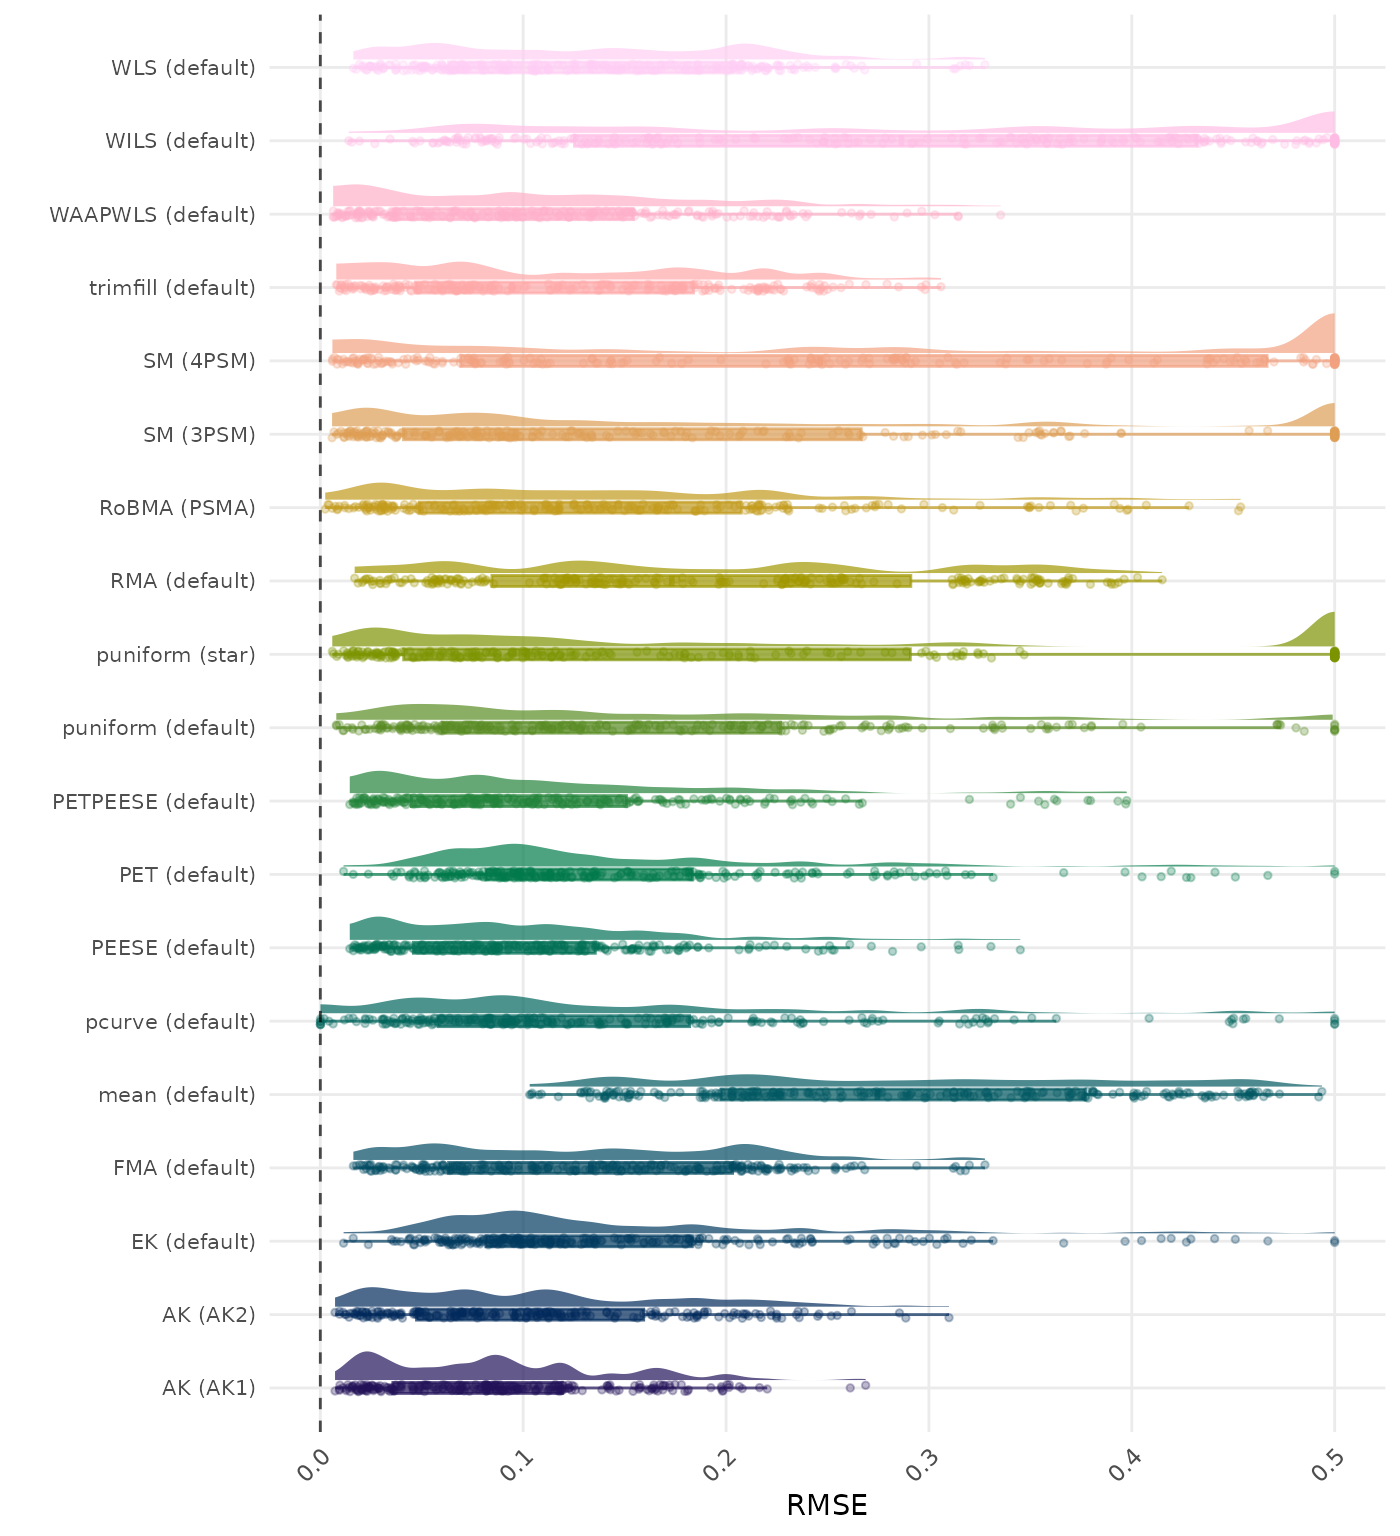 WLS (default)
WILS (default)
WAAPWLS (default)
trimfill (default)
SM (4PSM)
SM (3PSM)
RoBMA (PSMA)
RMA (default)
puniform (star)
puniform (default)
PETPEESE (default)
PET (default)
PEESE (default)
pcurve (default)
mean (default)
FMA (default)
EK (default)
AK (AK2)
AK (AK1)
0.0 0.1 0.2 0.3 0.4 0.5
RMSE